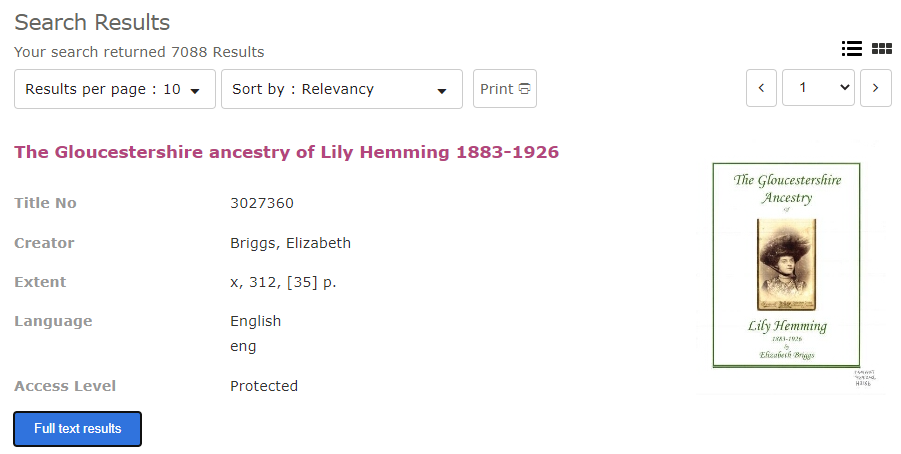 Search Results
Your search returned 7088 Results
Results per page : 10
Sort by : Relevancy
Print
1
The Gloucestershire ancestry of Lily Hemming 1883-1926
Title No 3027360
Creator Briggs, Elizabeth
Extent x, 312, [35] p.
Language English
eng
Access Level Protected
Full text results
The Gloucestershire
Ancestry
of
Lily Hemming
1883-1926
by
Elizabeth Briggs